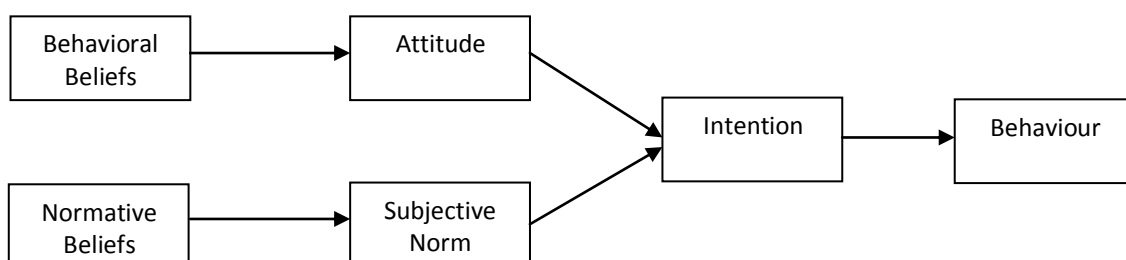 Behavioral
Beliefs
Attitude
Intention
Behaviour
Normative
Beliefs
Subjective
Norm